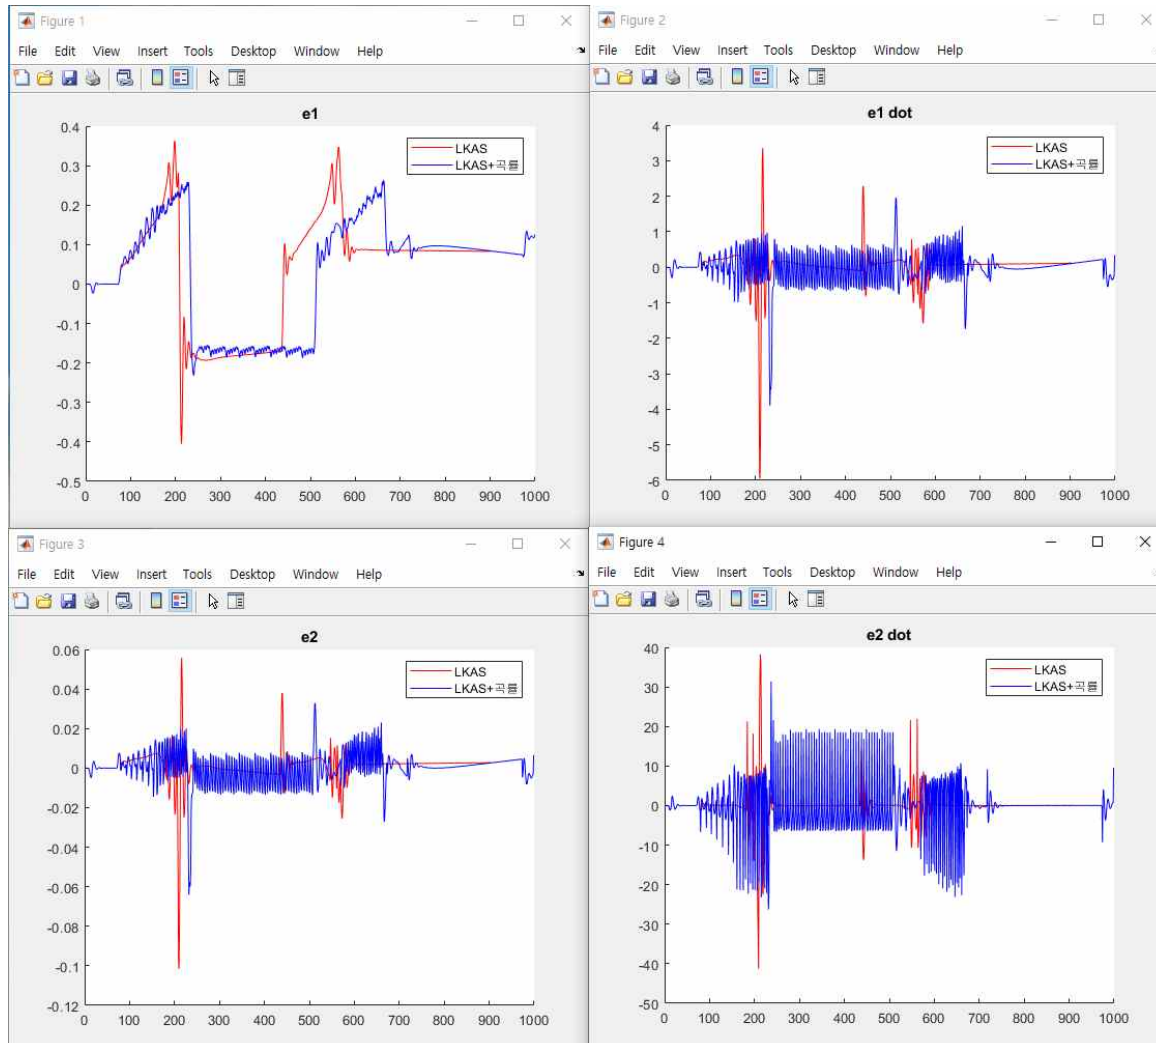 Figure 1
File Edit View Insert Tools Desktop Window Help
e1
LKAS
LKAS+곡률
0.4
0.3
0.2
0.1
0
-0.1
-0.2
-0.3
-0.4
-0.5
0 100 200 300 400 500 600 700 800 900 1000
Figure 2
File Edit View Insert Tools Desktop Window Help
e1 dot
LKAS
LKAS+곡률
4
3
2
1
0
-1
-2
-3
-4
-5
-6
0 100 200 300 400 500 600 700 800 900 1000
Figure 3
File Edit View Insert Tools Desktop Window Help
e2
LKAS
LKAS+곡률
0.06
0.04
0.02
0
-0.02
-0.04
-0.06
-0.08
-0.1
-0.12
0 100 200 300 400 500 600 700 800 900 1000
Figure 4
File Edit View Insert Tools Desktop Window Help
e2 dot
LKAS
LKAS+곡률
40
30
20
10
0
-10
-20
-30
-40
-50
0 100 200 300 400 500 600 700 800 900 1000